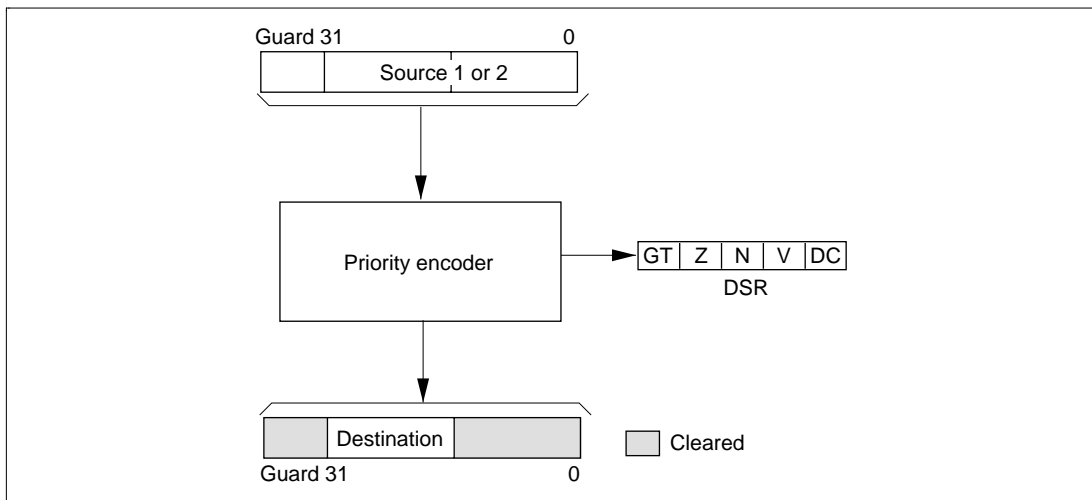 Guard 31 0
Source 1 or 2
Priority encoder
GT Z N V DC
DSR
Destination
Cleared
Guard 31 0